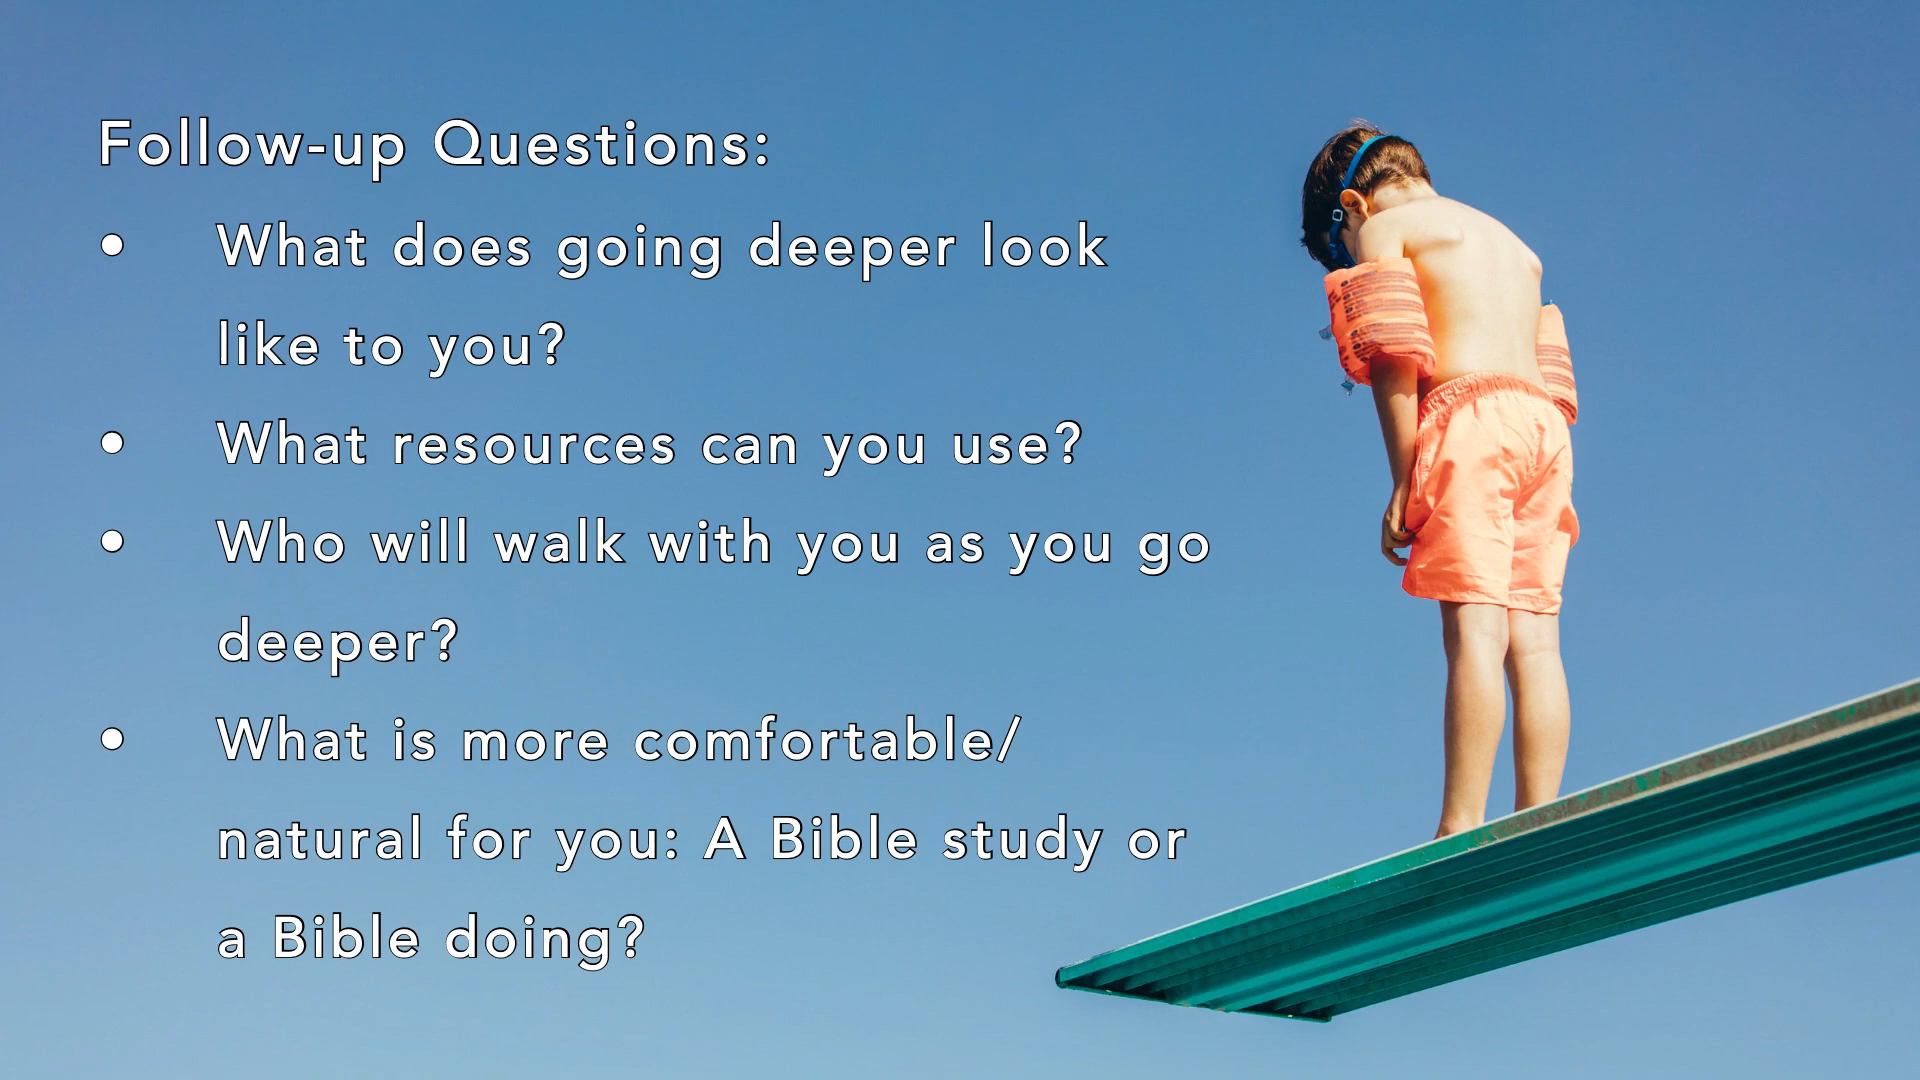 Follow-up Questions:
• What does going deeper look
like to you?
• What resources can you use?
• Who will walk with you as you go
deeper?
• What is more comfortable/
natural for you: A Bible study or
a Bible doing?